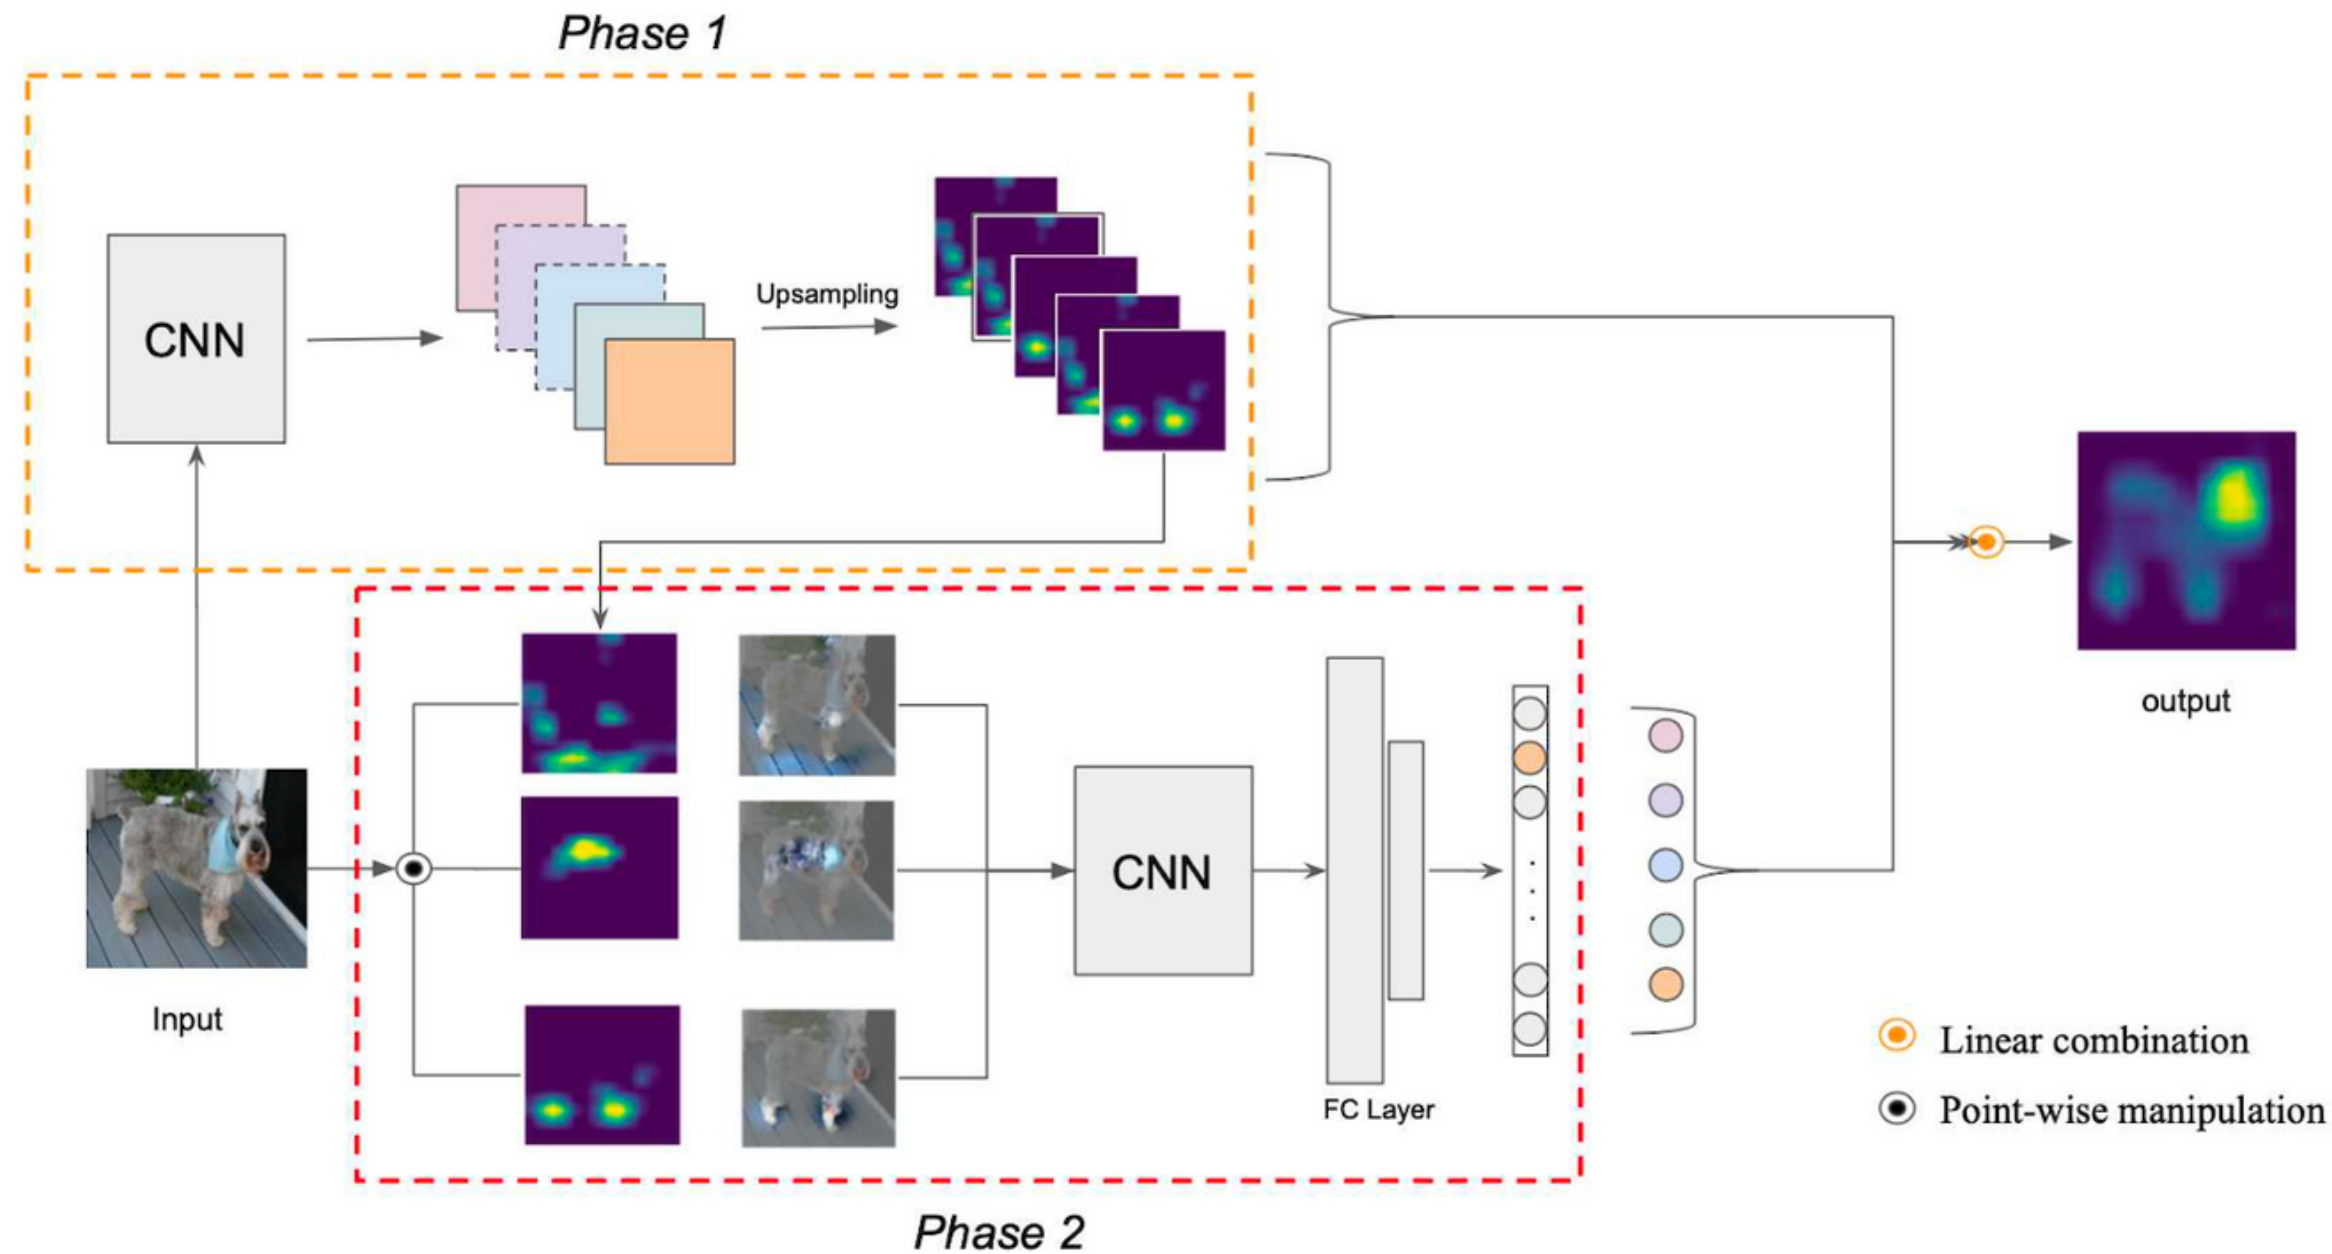 Phase 1
CNN
Upsampling
output
Input
CNN
FC Layer
Linear combination
Point-wise manipulation
Phase 2